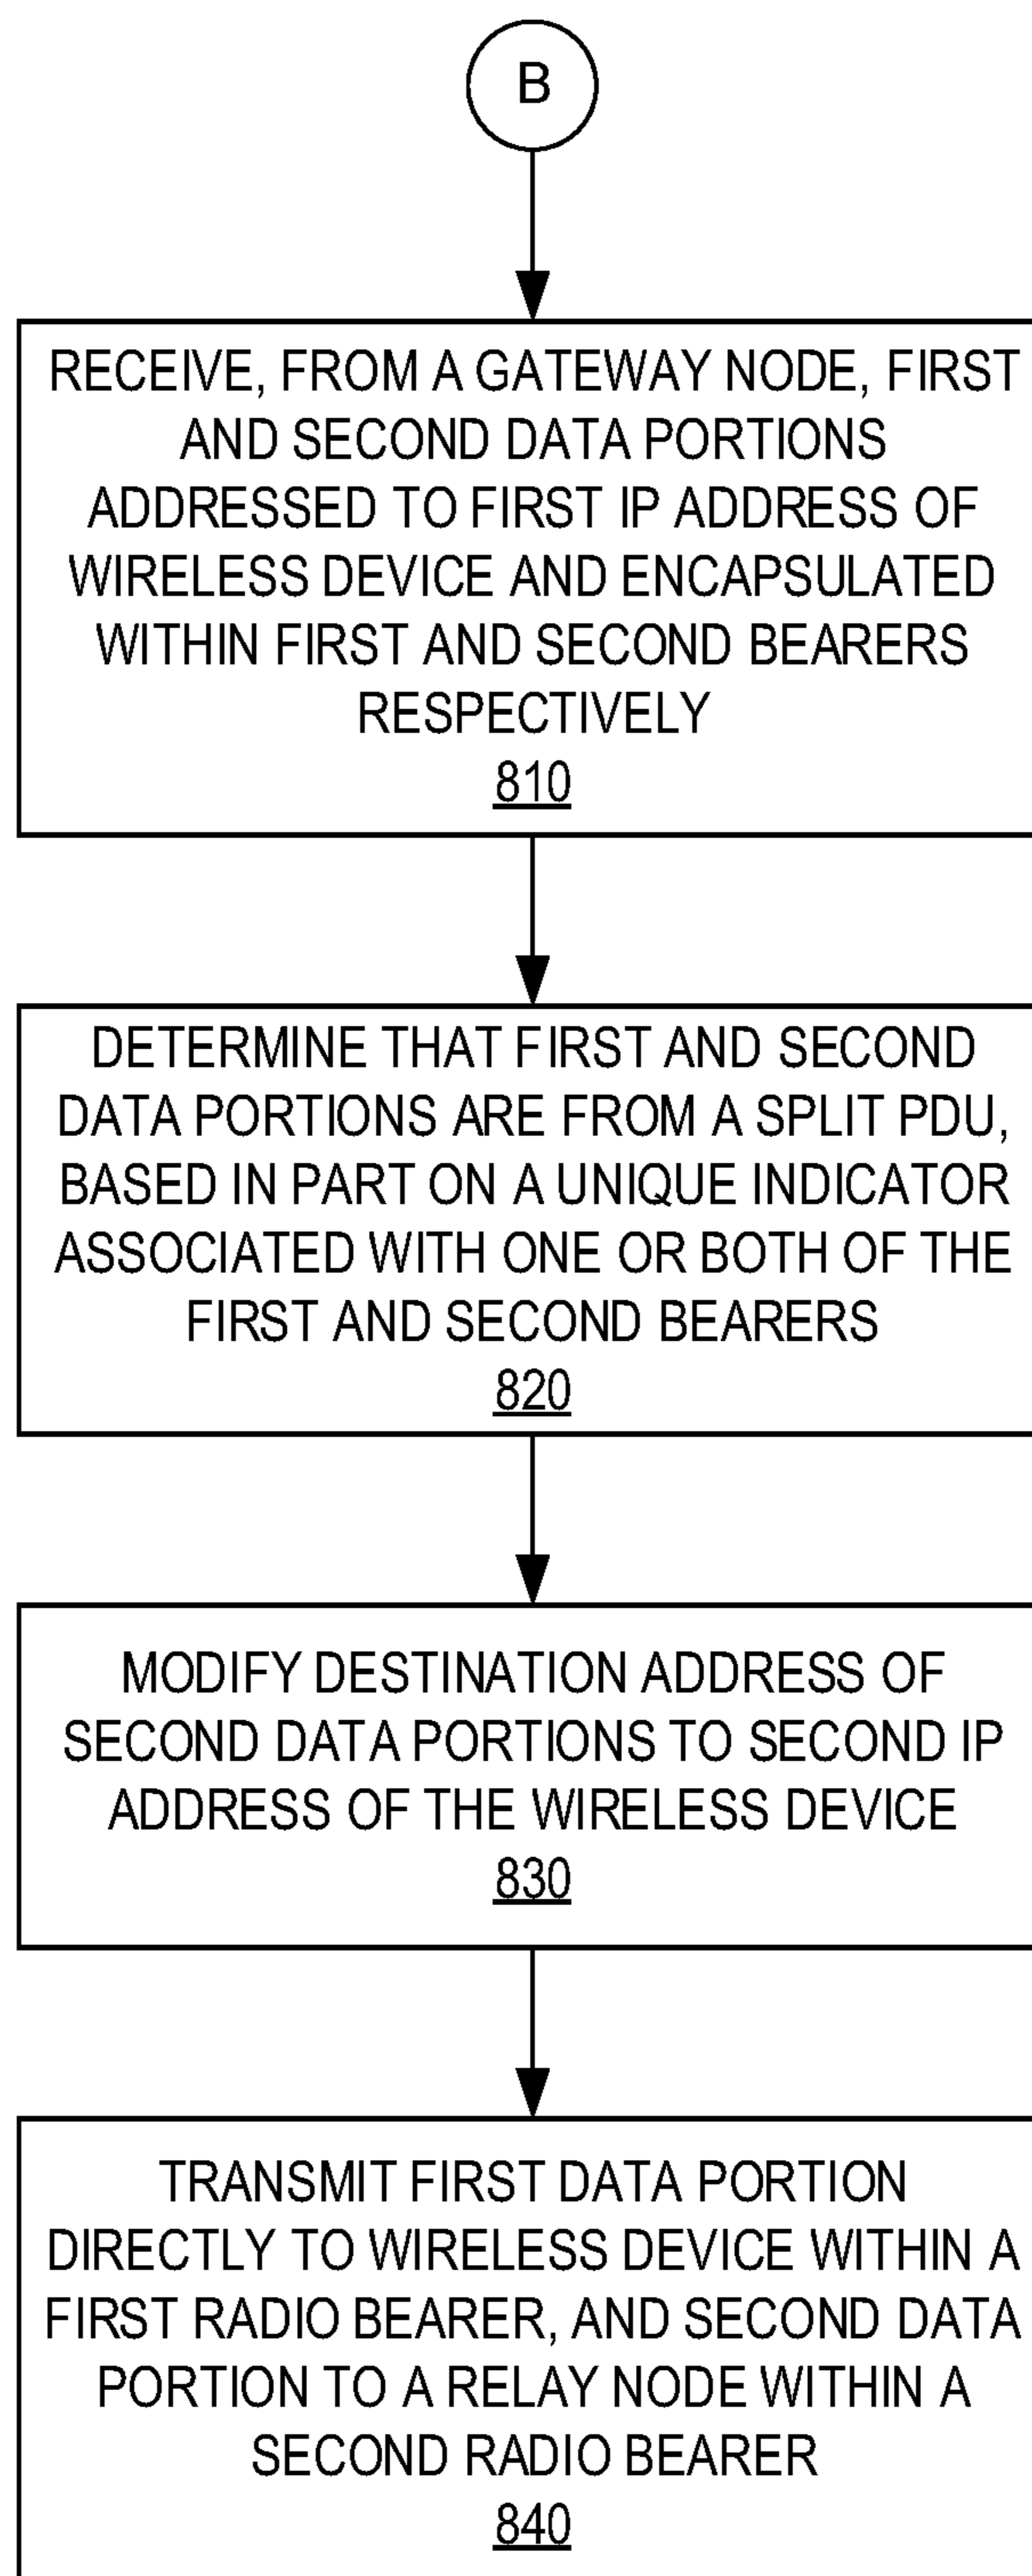 B
RECEIVE, FROM A GATEWAY NODE, FIRST
AND SECOND DATA PORTIONS
ADDRESSED TO FIRST IP ADDRESS OF
WIRELESS DEVICE AND ENCAPSULATED
WITHIN FIRST AND SECOND BEARERS
RESPECTIVELY
810
DETERMINE THAT FIRST AND SECOND
DATA PORTIONS ARE FROM A SPLIT PDU,
BASED IN PART ON A UNIQUE INDICATOR
ASSOCIATED WITH ONE OR BOTH OF THE
FIRST AND SECOND BEARERS
820
MODIFY DESTINATION ADDRESS OF
SECOND DATA PORTIONS TO SECOND IP
ADDRESS OF THE WIRELESS DEVICE
830
TRANSMIT FIRST DATA PORTION
DIRECTLY TO WIRELESS DEVICE WITHIN A
FIRST RADIO BEARER, AND SECOND DATA
PORTION TO A RELAY NODE WITHIN A
SECOND RADIO BEARER
840